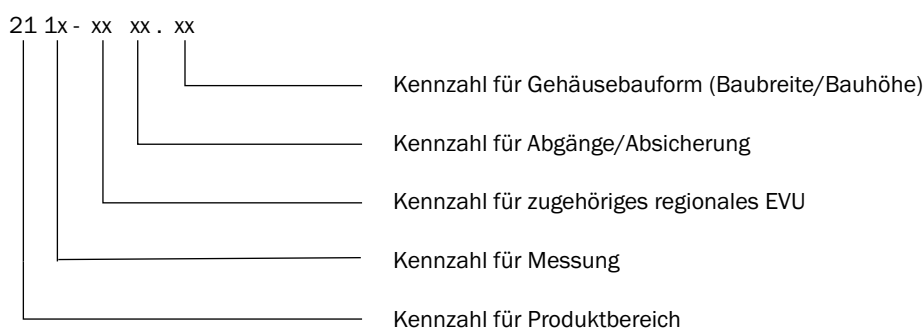 21 1x - xx xx . xx
Kennzahl für Gehäusebauform (Baubreite/Bauhöhe)
Kennzahl für Abgänge/Absicherung
Kennzahl für zugehöriges regionales EVU
Kennzahl für Messung
Kennzahl für Produktbereich